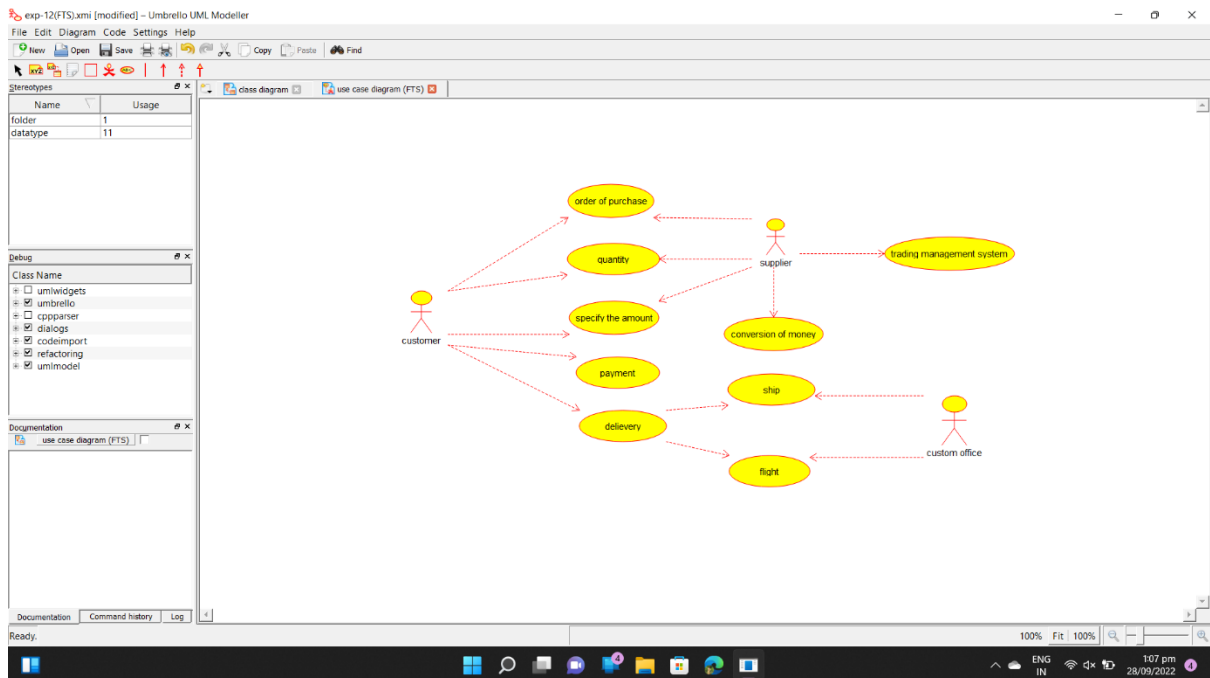 exp-12(FTS).xmi [modified] – Umbrello UML Modeller
File Edit Diagram Code Settings Help
New Open Save Copy Paste Find
Stereotypes
Name Usage
folder 1
datatype 11
Debug
Class Name
umlwidgets
umbrello
cppparser
dialogs
codeimport
refactoring
umlmodel
Documentation
use case diagram (FTS)
Documentation Command history Log
class diagram use case diagram (FTS)
order of purchase
quantity
supplier
trading management system
specify the amount
customer
conversion of money
payment
ship
delievery
custom office
flight
Ready.
100% Fit 100%
4
ENG
IN
1:07 pm
28/09/2022
4